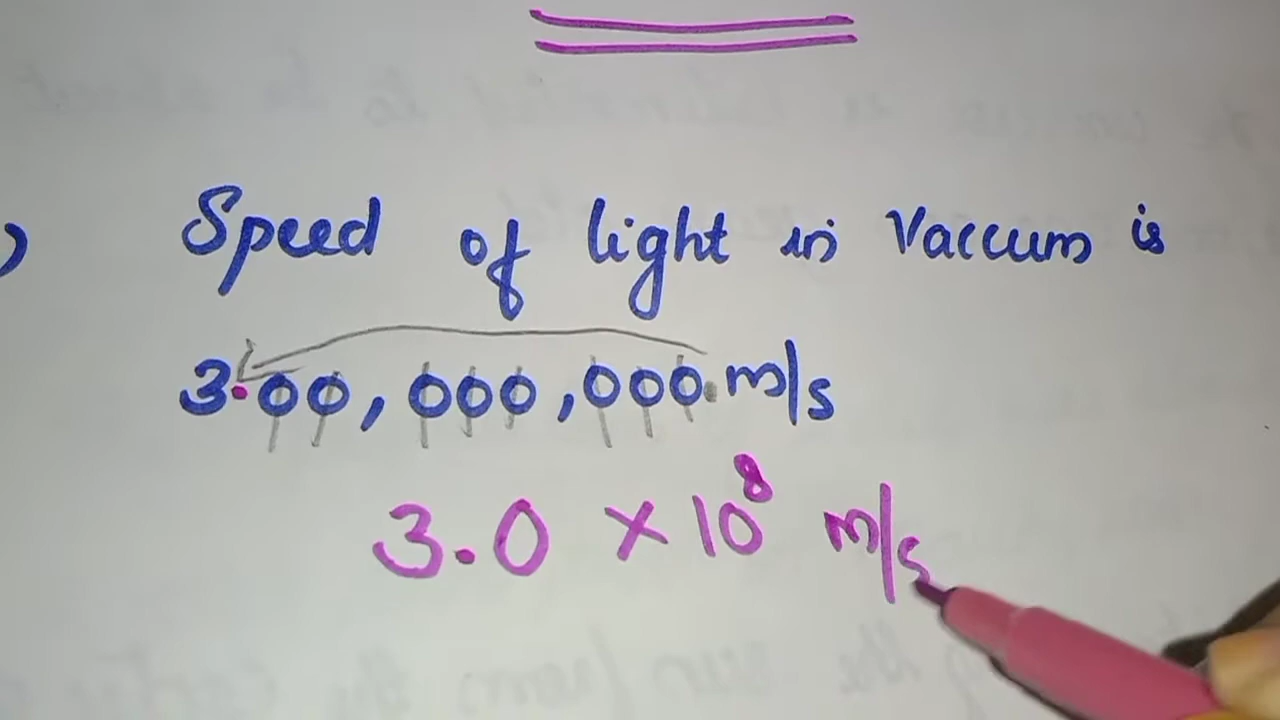 ) Speed of light in Vaccum is
3.00,000,000. m/s
3.0 × 10⁸ m/s